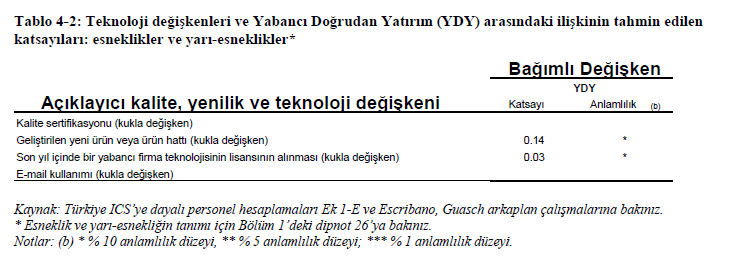 Tablo 4-2: Teknoloji değişkenleri ve Yabancı Doğrudan Yatırım (YDY) arasındaki ilişkinin tahmin edilen
katsayıları: esneklikler ve yarı-esneklikler*
Bağımlı Değişken
YDY
Açıklayıcı kalite, yenilik ve teknoloji değişkeni Katsayı Anlamlılık (b)
Kalite sertifikasyonu (kukla değişken)
Geliştirilen yeni ürün veya ürün hattı (kukla değişken) 0.14 *
Son yıl içinde bir yabancı firma teknolojisinin lisansının alınması (kukla değişken) 0.03 *
E-mail kullanımı (kukla değişken)
Kaynak: Türkiye ICS'ye dayalı personel hesaplamaları Ek 1-E ve Escribano, Guasch arkaplan çalışmalarına bakınız.
* Esneklik ve yarı-esnekliğin tanımı için Bölüm 1'deki dipnot 26'ya bakınız.
Notlar: (b) * % 10 anlamlılık düzeyi, ** % 5 anlamlılık düzeyi; *** % 1 anlamlılık düzeyi.